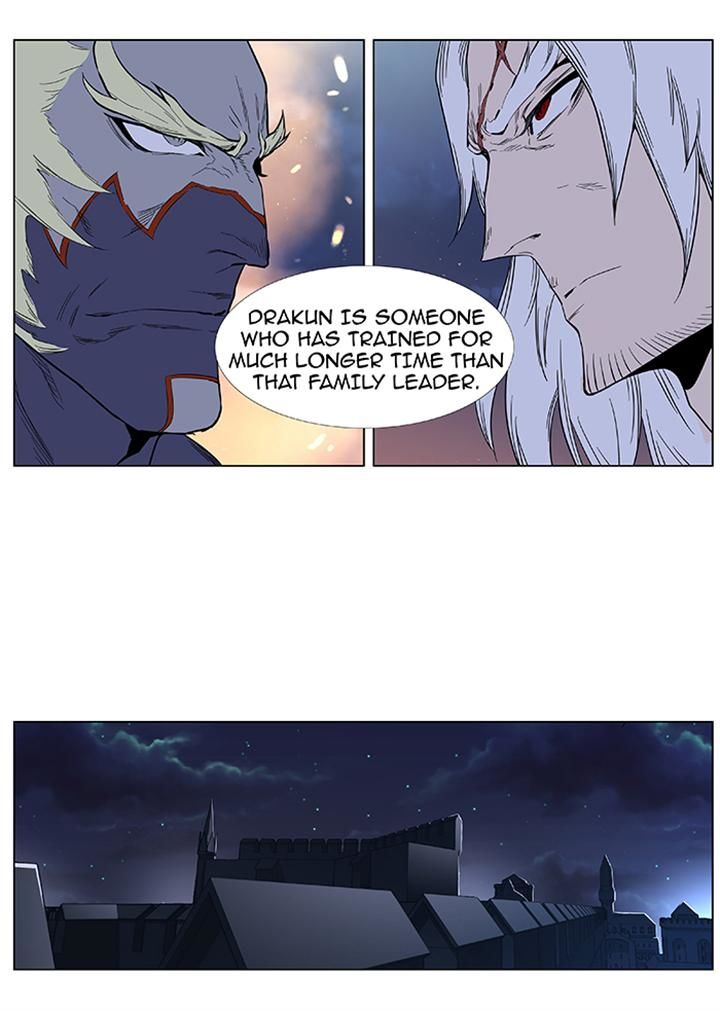 DRAKUN IS SOMEONE
WHO HAS TRAINED FOR
MUCH LONGER TIME THAN
THAT FAMILY LEADER.